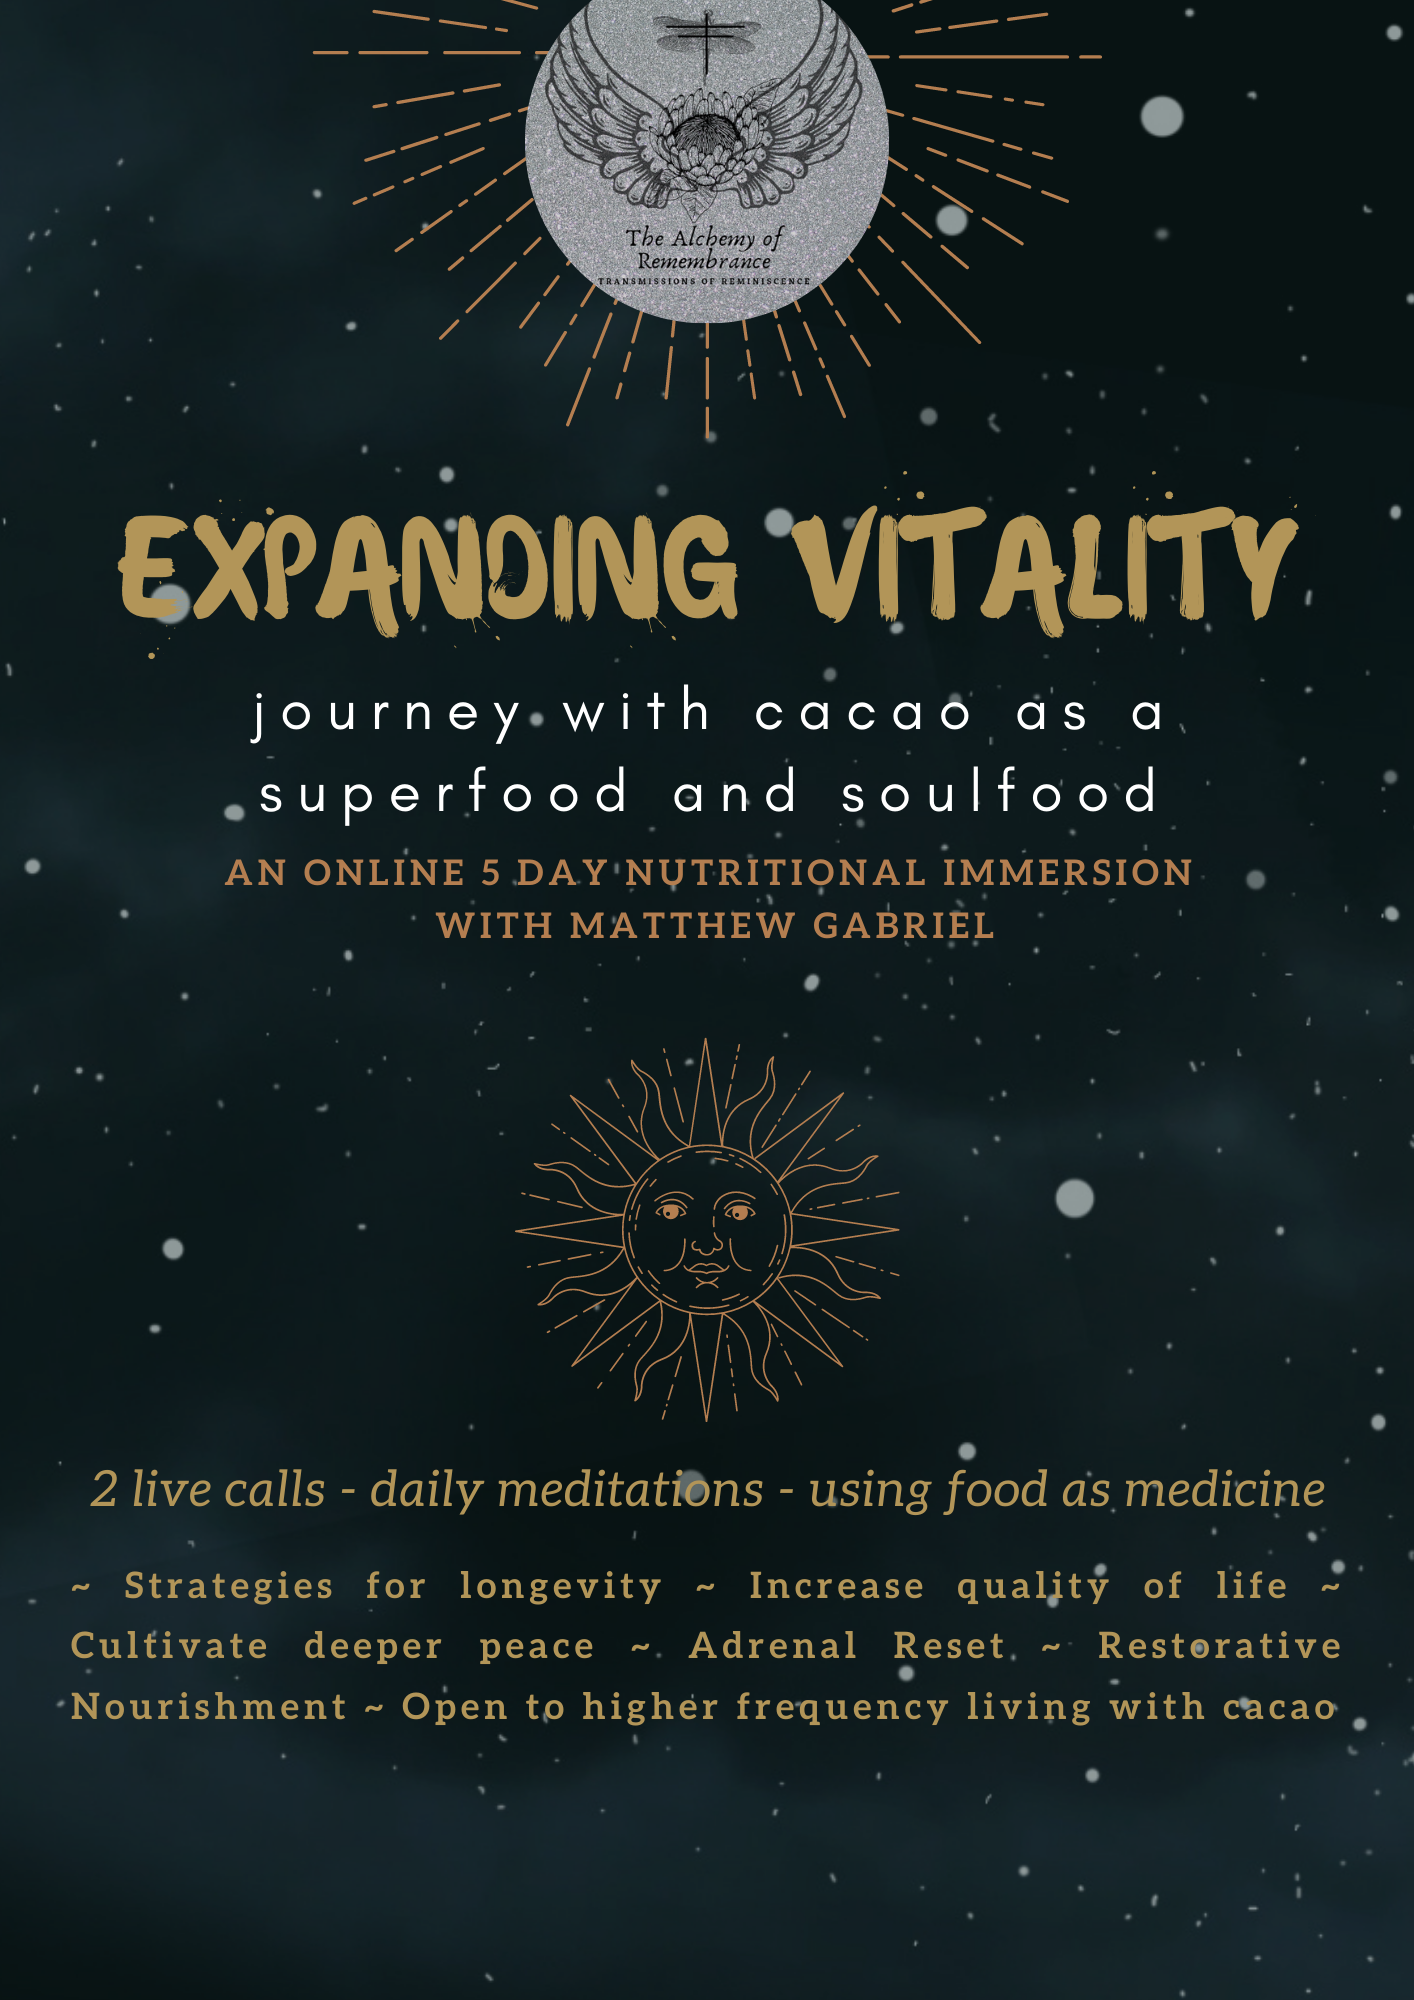 The Alchemy of
Remembrance
TRANSMISSIONS OF REMINISCENCE
EXPANDING VITALITY
journey with cacao as a
superfood and soulfood
AN ONLINE 5 DAY NUTRITIONAL IMMERSION
WITH MATTHEW GABRIEL
2 live calls - daily meditations - using food as medicine
~ Strategies for longevity ~ Increase quality of life ~
Cultivate deeper peace ~ Adrenal Reset ~ Restorative
Nourishment ~ Open to higher frequency living with cacao